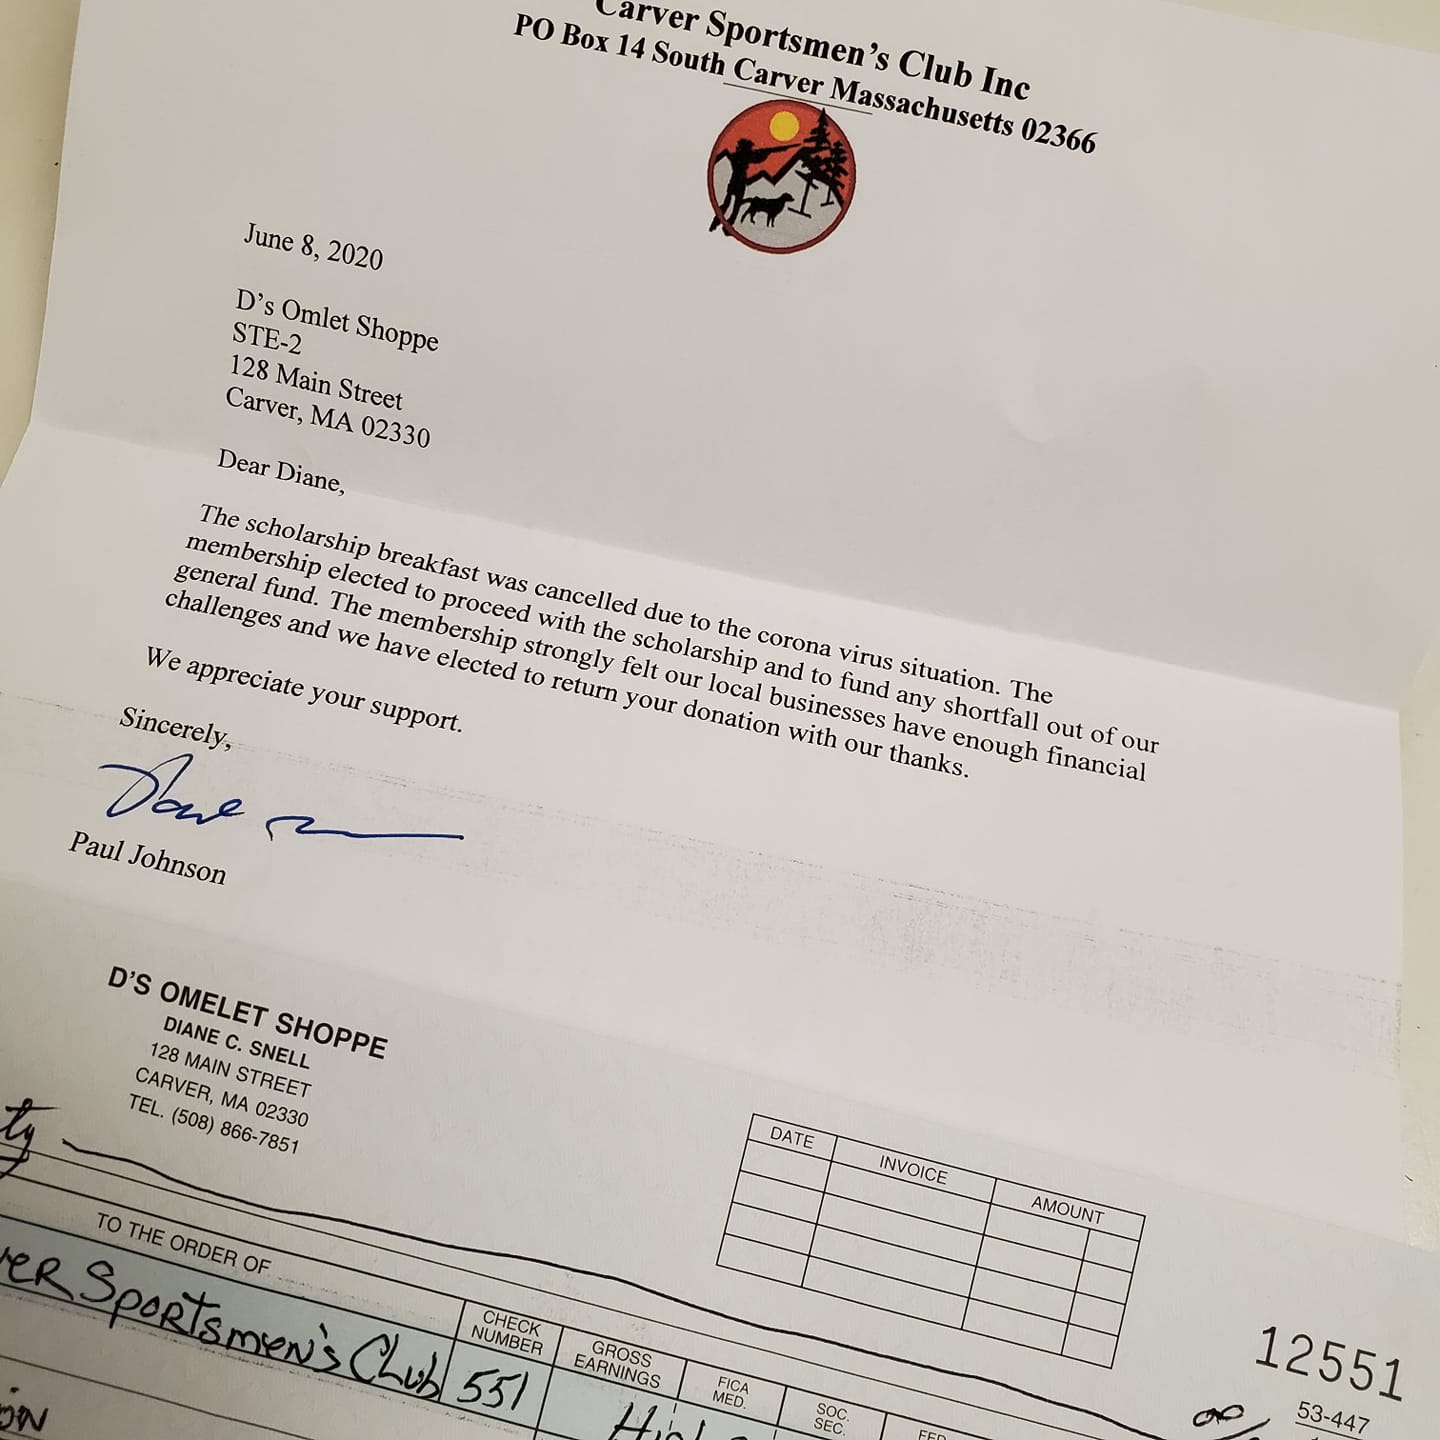 Carver Sportsmen's Club Inc
PO Box 14 South Carver Massachusetts 02366
June 8, 2020
D's Omlet Shoppe
STE-2
128 Main Street
Carver, MA 02330
Dear Diane,
The scholarship breakfast was cancelled due to the corona virus situation. The
membership elected to proceed with the scholarship and to fund any shortfall out of our
general fund. The membership strongly felt our local businesses have enough financial
challenges and we have elected to return your donation with our thanks.
We appreciate your support.
Sincerely,
Paul Johnson
D'S OMELET SHOPPE
DIANE C. SNELL
128 MAIN STREET
CARVER, MA 02330
TEL. (508) 866-7851
DATE INVOICE AMOUNT
12551
53-447
TO THE ORDER OF
CHECK NUMBER
GROSS EARNINGS
FICA MED.
SOC. SEC.
Sportsmen's Club 551